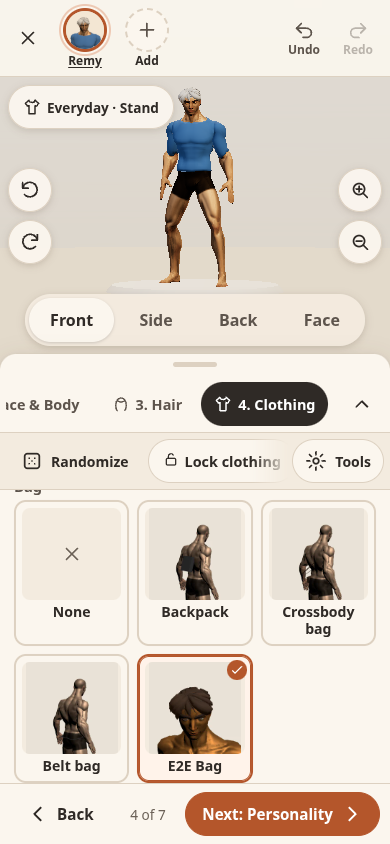 Remy
Add
Undo
Redo
Everyday · Stand
Front
Side
Back
Face
& Body
3. Hair
4. Clothing
Randomize
Lock clothing
Tools
Bag
None
Backpack
Crossbody
bag
Belt bag
E2E Bag
Back
4 of 7
Next: Personality